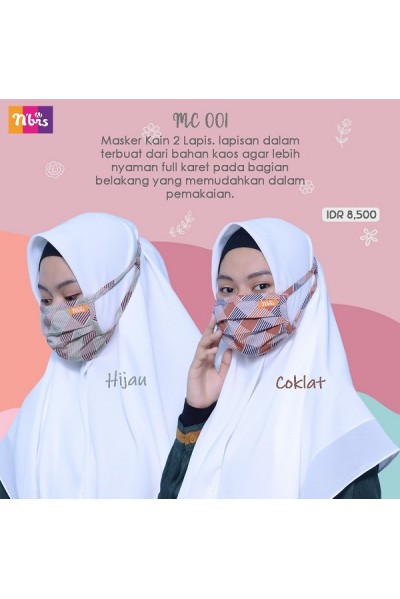 Nbrs
MC 001
Masker Kain 2 Lapis. lapisan dalam
terbuat dari bahan kaos agar lebih
nyaman full karet pada bagian
belakang yang memudahkan dalam
pemakaian.
IDR 8,500
Hijau
Coklat